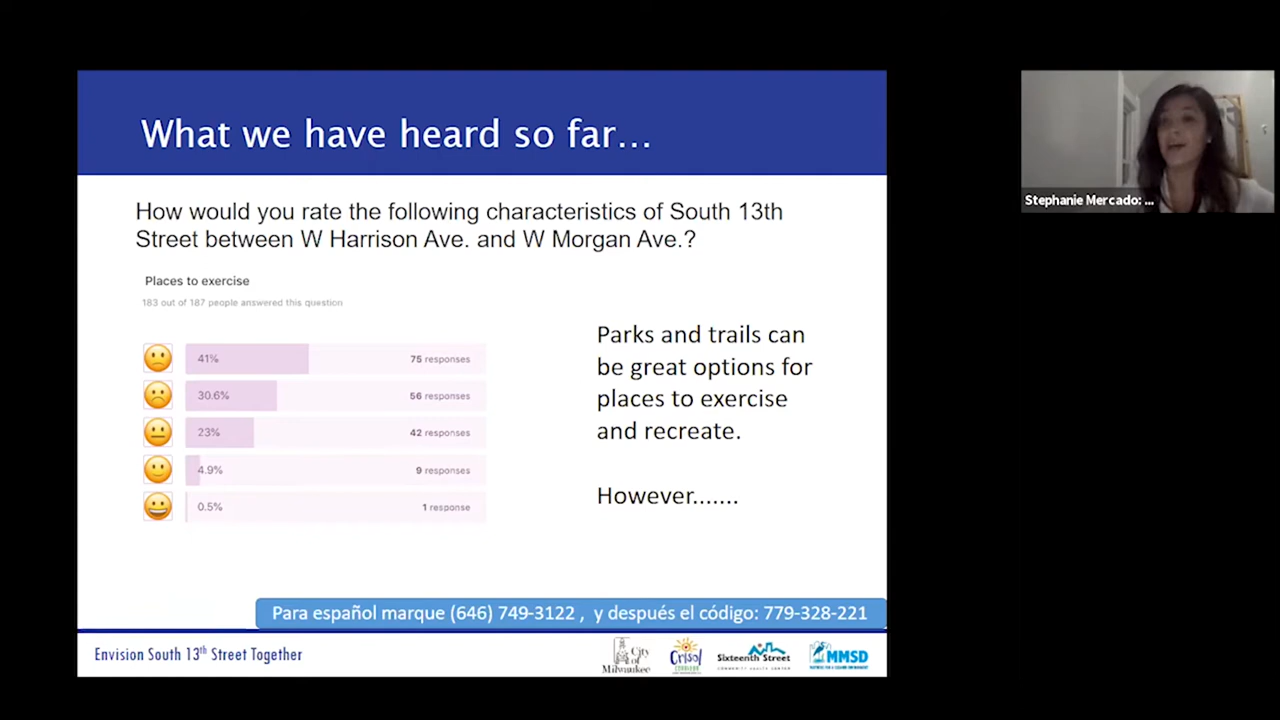 What we have heard so far...
Stephanie Mercado: ...
How would you rate the following characteristics of South 13th
Street between W Harrison Ave. and W Morgan Ave.?
Places to exercise
183 out of 187 people answered this question
41% 75 responses
30.6% 56 responses
23% 42 responses
4.9% 9 responses
0.5% 1 response
Parks and trails can
be great options for
places to exercise
and recreate.
However.......
Para español marque (646) 749-3122 , y después el código: 779-328-221
Envision South 13th Street Together
City
of
Milwaukee
Crisol
Sixteenth Street
COMMUNITY HEALTH CENTERS
MMSD